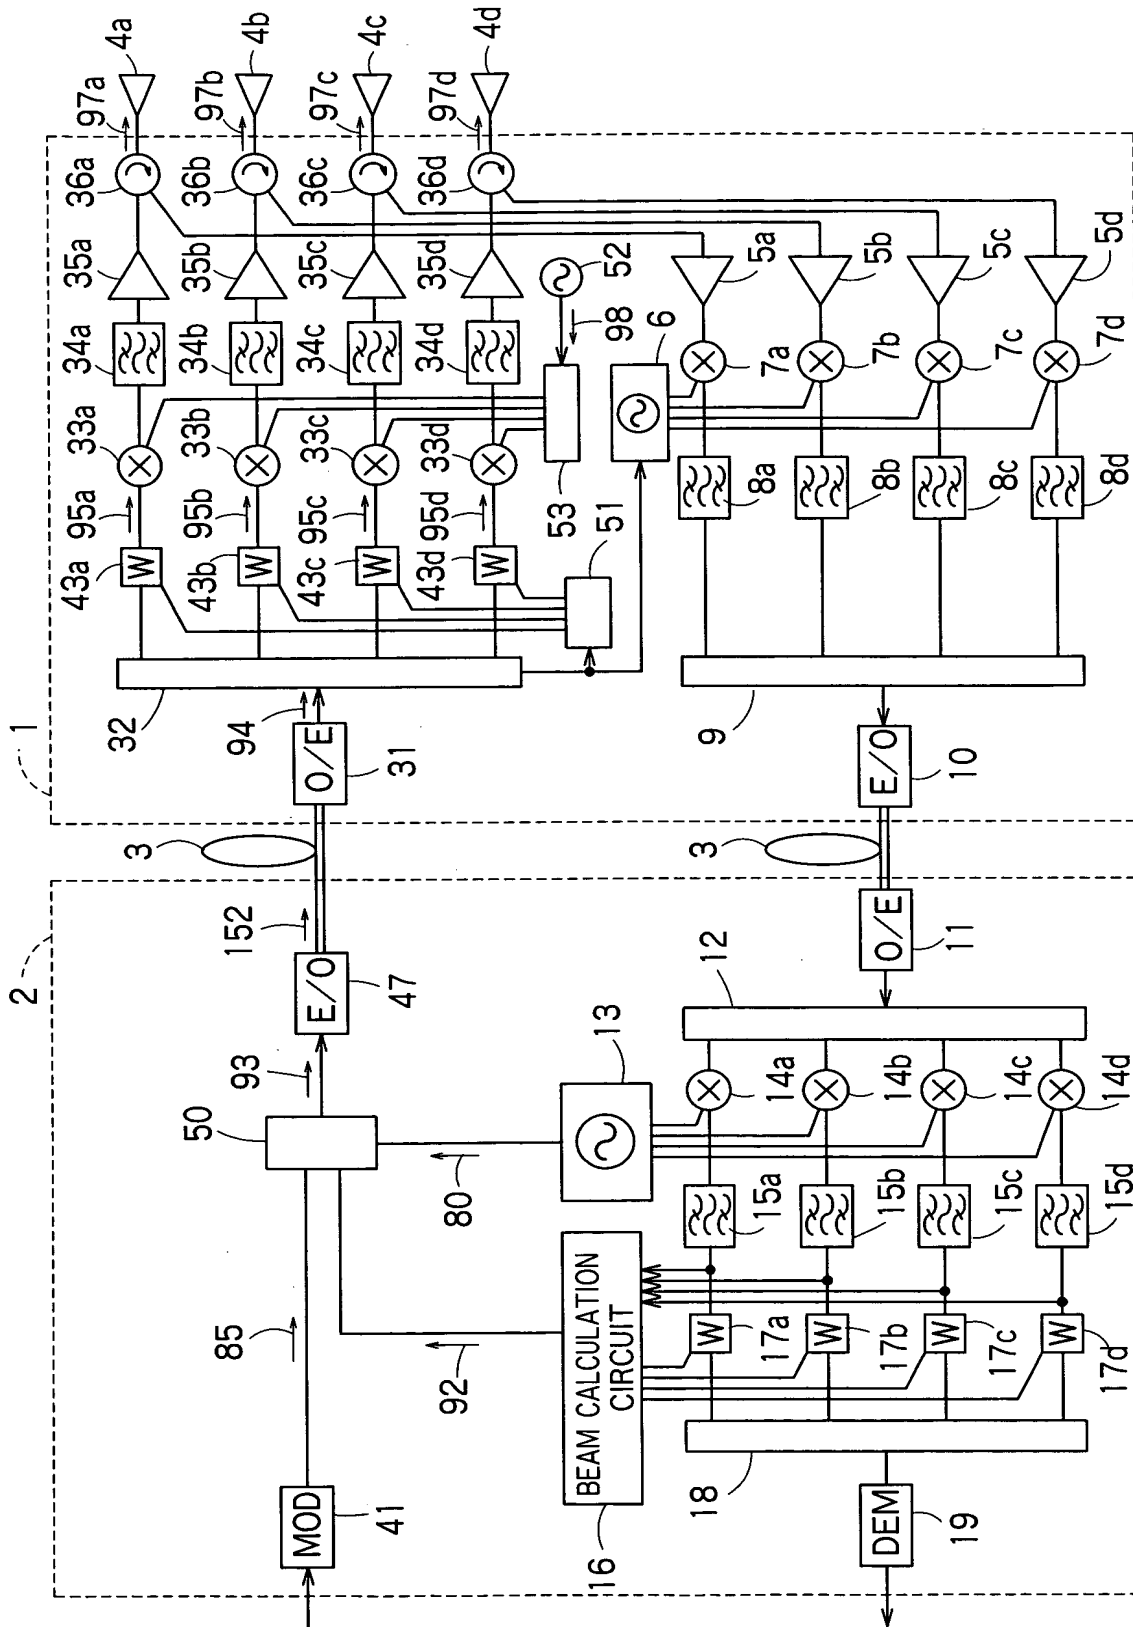 2
1
43a
95a
33a
34a
35a
36a
97a
4a
32
3
94
43b
95b
33b
34b
35b
36b
97b
4b
85
50
93
152
MOD
E/O
O/E
41
47
31
43c
95c
33c
34c
35c
36c
97c
4c
43d
95d
33d
34d
35d
36d
97d
4d
92
80
53
98
52
51
6
16
BEAM CALCULATION
CIRCUIT
13
18
12
3
9
17a
15a
14a
8a
7a
5a
DEM
O/E
E/O
19
11
10
17b
15b
14b
8b
7b
5b
17c
15c
14c
8c
7c
5c
17d
15d
14d
8d
7d
5d
W
W
W
W
W
W
W
W